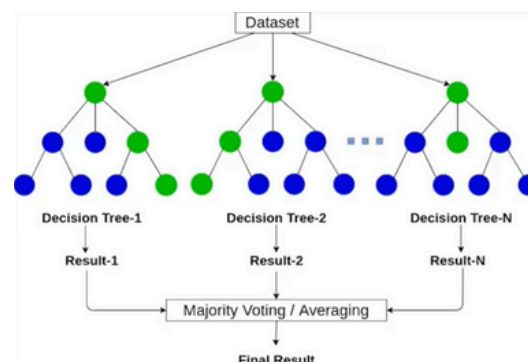 Dataset
Decision Tree-1 Decision Tree-2 Decision Tree-N
Result-1 Result-2 Result-N
Majority Voting / Averaging
Final Result